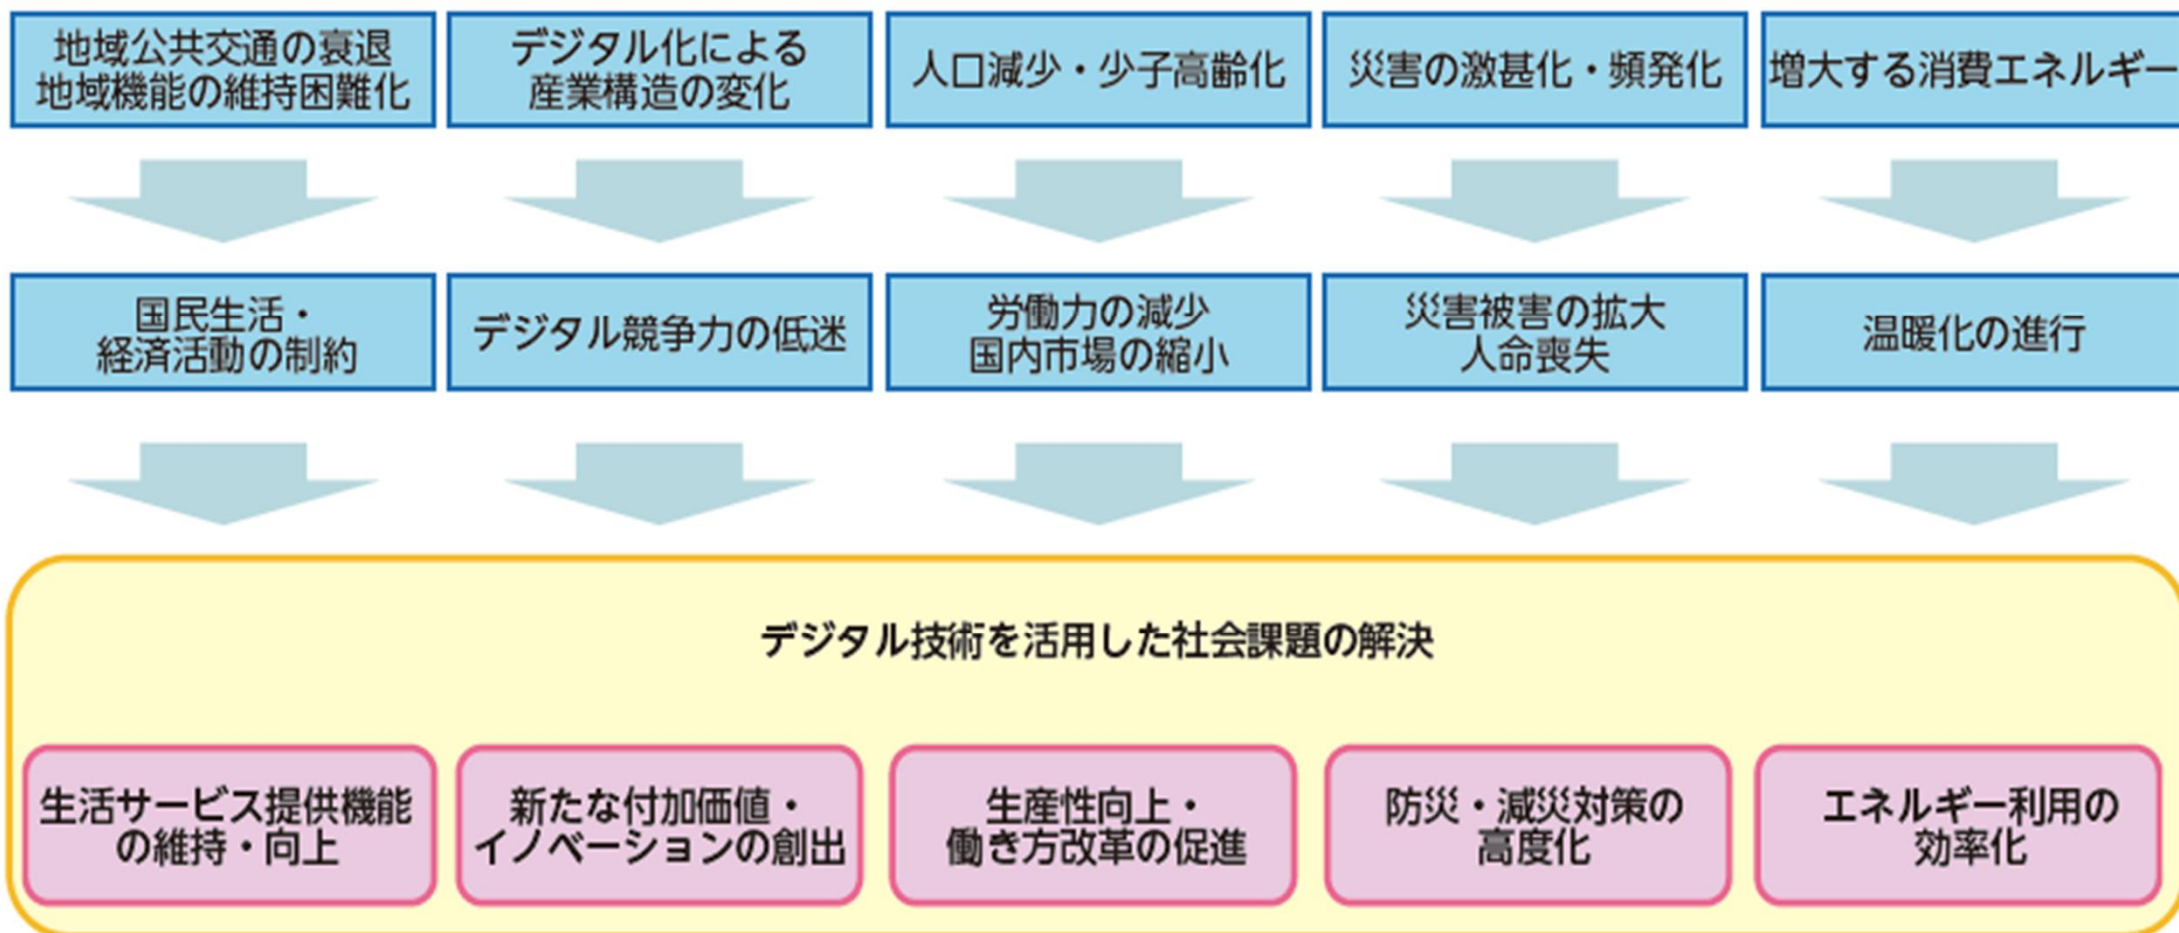 地域公共交通の衰退
地域機能の維持困難化
デジタル化による
産業構造の変化
人口減少・少子高齢化
災害の激甚化・頻発化
増大する消費エネルギー
国民生活・
経済活動の制約
デジタル競争力の低迷
労働力の減少
国内市場の縮小
災害被害の拡大
人命喪失
温暖化の進行
デジタル技術を活用した社会課題の解決
生活サービス提供機能
の維持・向上
新たな付加価値・
イノベーションの創出
生産性向上・
働き方改革の促進
防災・減災対策の
高度化
エネルギー利用の
効率化